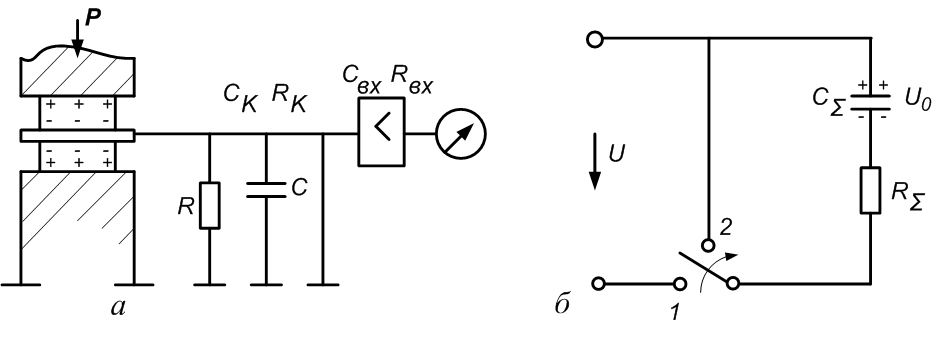 P
+ + +
- - -
- - -
+ + +
C_K R_K
C_вх R_вх
R
C
а
U
C_Σ
+ +
- -
U_0
R_Σ
2
1
б